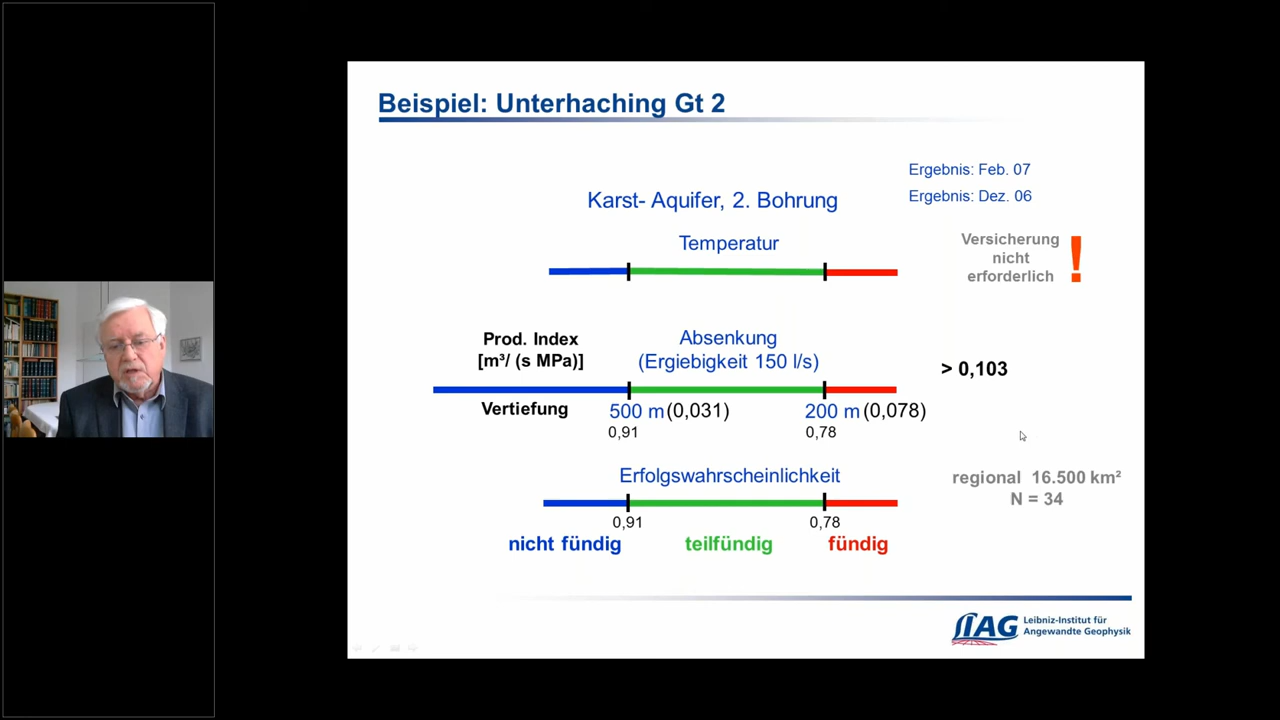 Beispiel: Unterhaching Gt 2
Ergebnis: Feb. 07
Ergebnis: Dez. 06
Karst- Aquifer, 2. Bohrung
Temperatur
Versicherung
nicht
erforderlich
!
Prod. Index
[m³/ (s MPa)]
Absenkung
(Ergiebigkeit 150 l/s)
> 0,103
Vertiefung
500 m (0,031)
200 m (0,078)
0,91
0,78
Erfolgswahrscheinlichkeit
regional 16.500 km²
N = 34
0,91
0,78
nicht fündig
teilfündig
fündig
LIAG
Leibniz-Institut für
Angewandte Geophysik